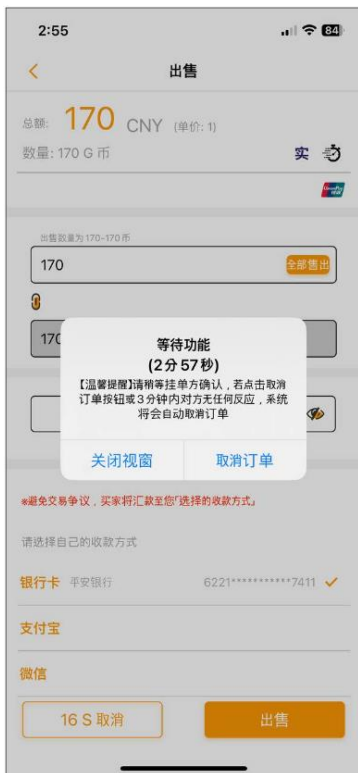 2:55
84
出售
总额: 170 CNY (单价: 1)
数量: 170 G 币
实
UnionPay
出售数量为 170-170 币
170
全部售出
170
等待功能
(2分57秒)
【温馨提醒】请稍等挂单方确认，若点击取消
订单按钮或3分钟内对方无任何反应，系统
将会自动取消订单
关闭视窗
取消订单
*避免交易争议，买家将汇款至您「选择的收款方式」
请选择自己的收款方式
银行卡 平安银行 6221***********7411
支付宝
微信
16 S 取消
出售